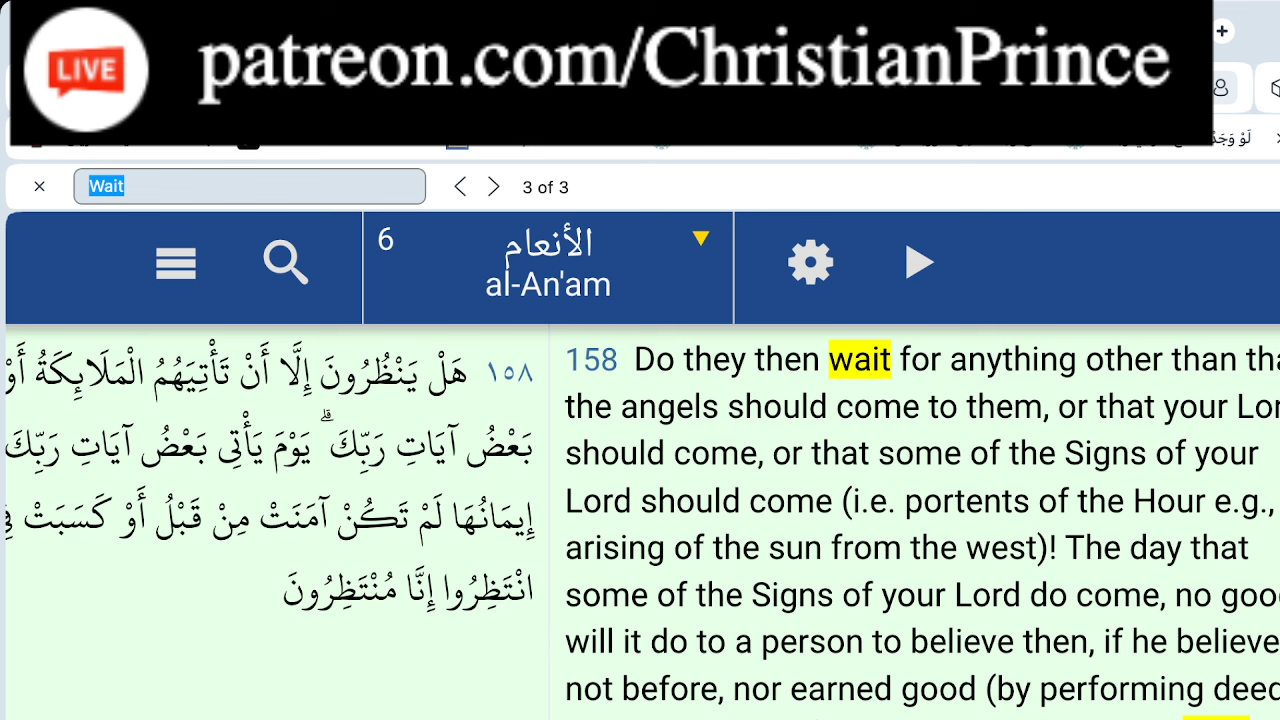 LIVE
patreon.com/ChristianPrince
Wait
3 of 3
6
الأنعام
al-An'am
١٥٨ هَلْ يَنْظُرُونَ إِلَّا أَنْ تَأْتِيَهُمُ الْمَلَائِكَةُ أَوْ
بَعْضُ آيَاتِ رَبِّكَ ۗ يَوْمَ يَأْتِي بَعْضُ آيَاتِ رَبِّكَ
إِيمَانُهَا لَمْ تَكُنْ آمَنَتْ مِنْ قَبْلُ أَوْ كَسَبَتْ
انْتَظِرُوا إِنَّا مُنْتَظِرُونَ
158 Do they then wait for anything other than tha
the angels should come to them, or that your Lor
should come, or that some of the Signs of your
Lord should come (i.e. portents of the Hour e.g.,
arising of the sun from the west)! The day that
some of the Signs of your Lord do come, no goo
will it do to a person to believe then, if he believe
not before, nor earned good (by performing deed